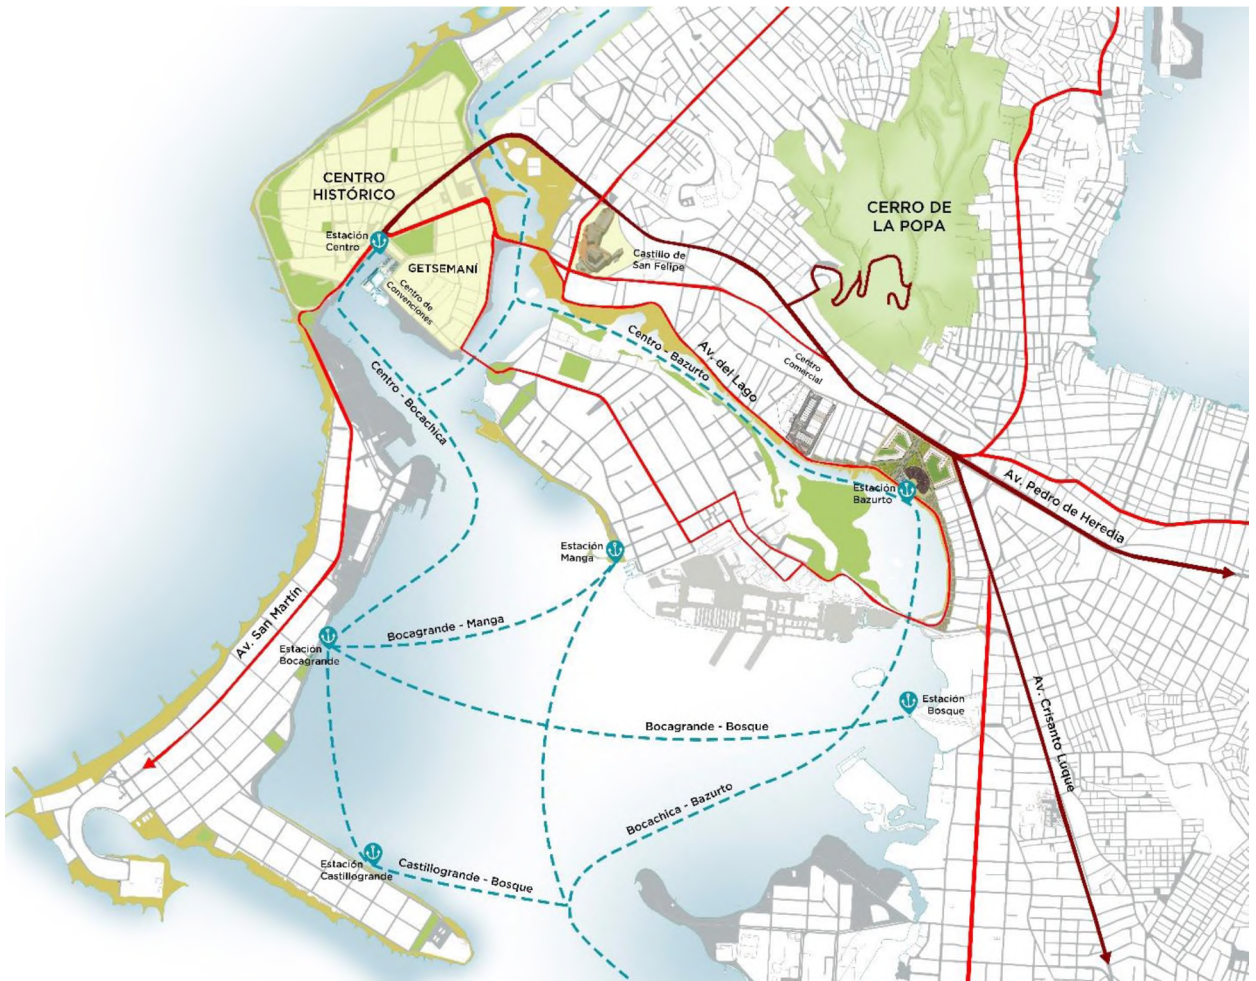 CENTRO
HISTÓRICO
CERRO DE
LA POPA
Estación
Centro
GETSEMANÍ
Castillo de
San Felipe
Centro de
Convenciones
Centro - Bazurto
Av. del Lago
Centro
Comercial
Centro - Bocachica
Estación
Bazurto
Av. Pedro de Heredia
Estación
Manga
Av. San Martín
Bocagrande - Manga
Estación
Bocagrande
Estación
Bosque
Bocagrande - Bosque
Av. Crisanto Luque
Bocachica - Bazurto
Estación
Castillogrande
Castillogrande - Bosque